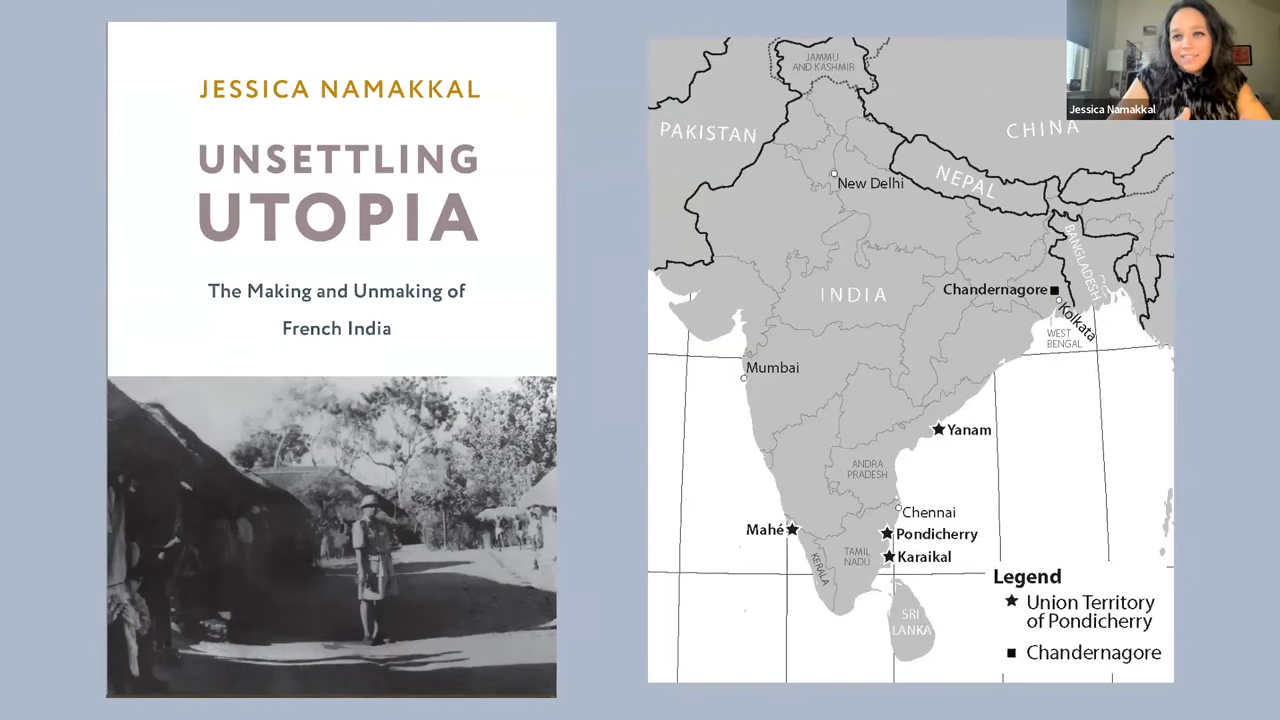 JESSICA NAMAKKAL
UNSETTLING
UTOPIA
The Making and Unmaking of
French India
JAMMU
AND KASHMIR
PAKISTAN
CHINA
New Delhi
NEPAL
BANGLADESH
Chandernagore
INDIA
Kolkata
WEST
BENGAL
Mumbai
Yanam
ANDRA
PRADESH
Chennai
Mahé
Pondicherry
TAMIL
NADU
Karaikal
KERALA
SRI
LANKA
Legend
Union Territory
of Pondicherry
Chandernagore
Jessica Namakkal